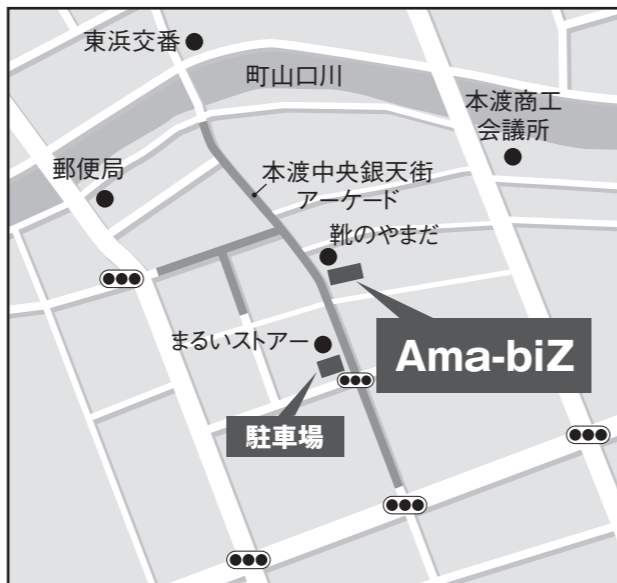 東浜交番
町山口川
本渡商工
会議所
郵便局
本渡中央銀天街
アーケード
靴のやまだ
まるいストアー
Ama-biZ
駐車場